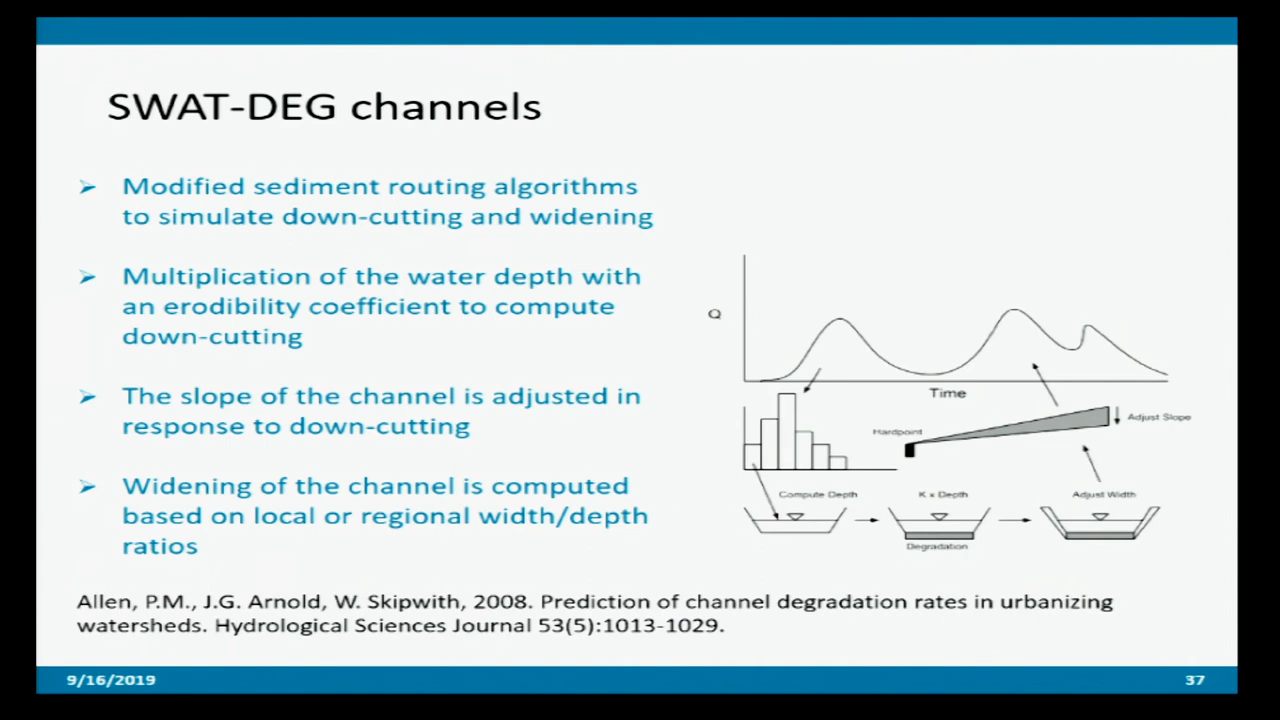 SWAT-DEG channels
Modified sediment routing algorithms
to simulate down-cutting and widening
Multiplication of the water depth with
an erodibility coefficient to compute
down-cutting
The slope of the channel is adjusted in
response to down-cutting
Widening of the channel is computed
based on local or regional width/depth
ratios
Q
Time
Hardpoint
Adjust Slope
Compute Depth
K x Depth
Adjust Width
Degradation
Allen, P.M., J.G. Arnold, W. Skipwith, 2008. Prediction of channel degradation rates in urbanizing
watersheds. Hydrological Sciences Journal 53(5):1013-1029.
9/16/2019
37